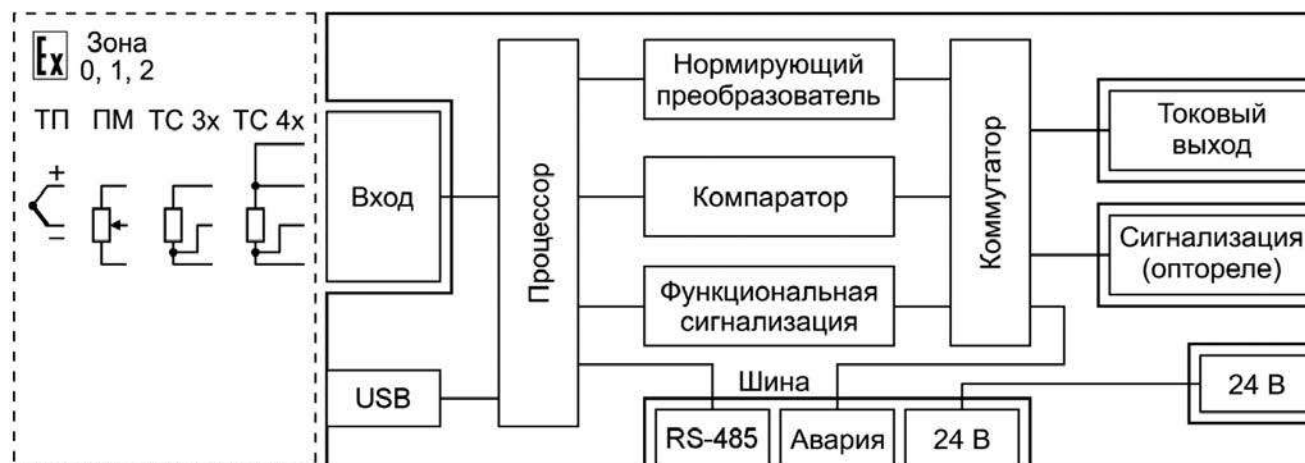 Ex Зона
0, 1, 2
ТП ПМ ТС 3х ТС 4х
+
–
Вход
USB
Процессор
Нормирующий
преобразователь
Компаратор
Функциональная
сигнализация
Коммутатор
Токовый
выход
Сигнализация
(оптореле)
24 В
Шина
RS-485
Авария
24 В